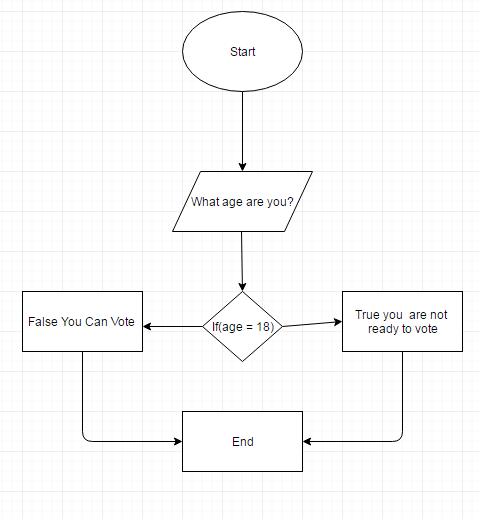 Start
What age are you?
If(age = 18)
False You Can Vote
True you  are not
ready to vote
End